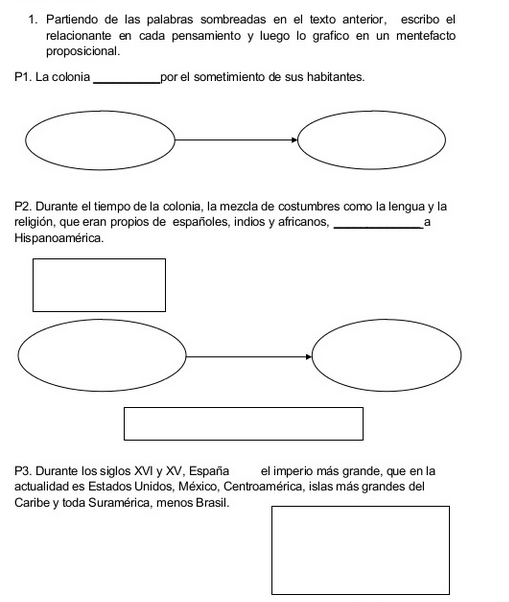 1. Partiendo de las palabras sombreadas en el texto anterior, escribo el
relacionante en cada pensamiento y luego lo grafico en un mentefacto
proposicional.
P1. La colonia __________por el sometimiento de sus habitantes.
P2. Durante el tiempo de la colonia, la mezcla de costumbres como la lengua y la
religión, que eran propios de españoles, indios y africanos, _____________a
Hispanoamérica.
P3. Durante los siglos XVI y XV, España el imperio más grande, que en la
actualidad es Estados Unidos, México, Centroamérica, islas más grandes del
Caribe y toda Suramérica, menos Brasil.